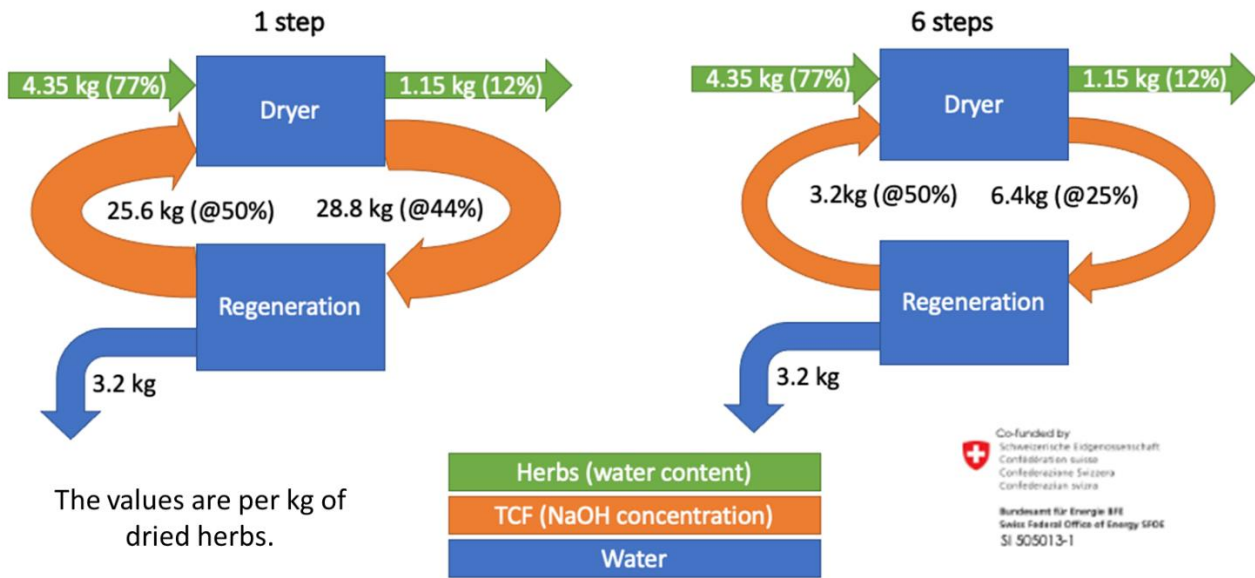 1 step
4.35 kg (77%)
Dryer
1.15 kg (12%)
25.6 kg (@50%)
28.8 kg (@44%)
Regeneration
3.2 kg
The values are per kg of
dried herbs.
6 steps
4.35 kg (77%)
Dryer
1.15 kg (12%)
3.2kg (@50%)
6.4kg (@25%)
Regeneration
3.2 kg
Herbs (water content)
TCF (NaOH concentration)
Water
Co-funded by
Schweizerische Eidgenossenschaft
Confédération suisse
Confederazione Svizzera
Confederaziun svizra
Bundesamt für Energie BFE
Swiss Federal Office of Energy SFOE
SI 505013-1